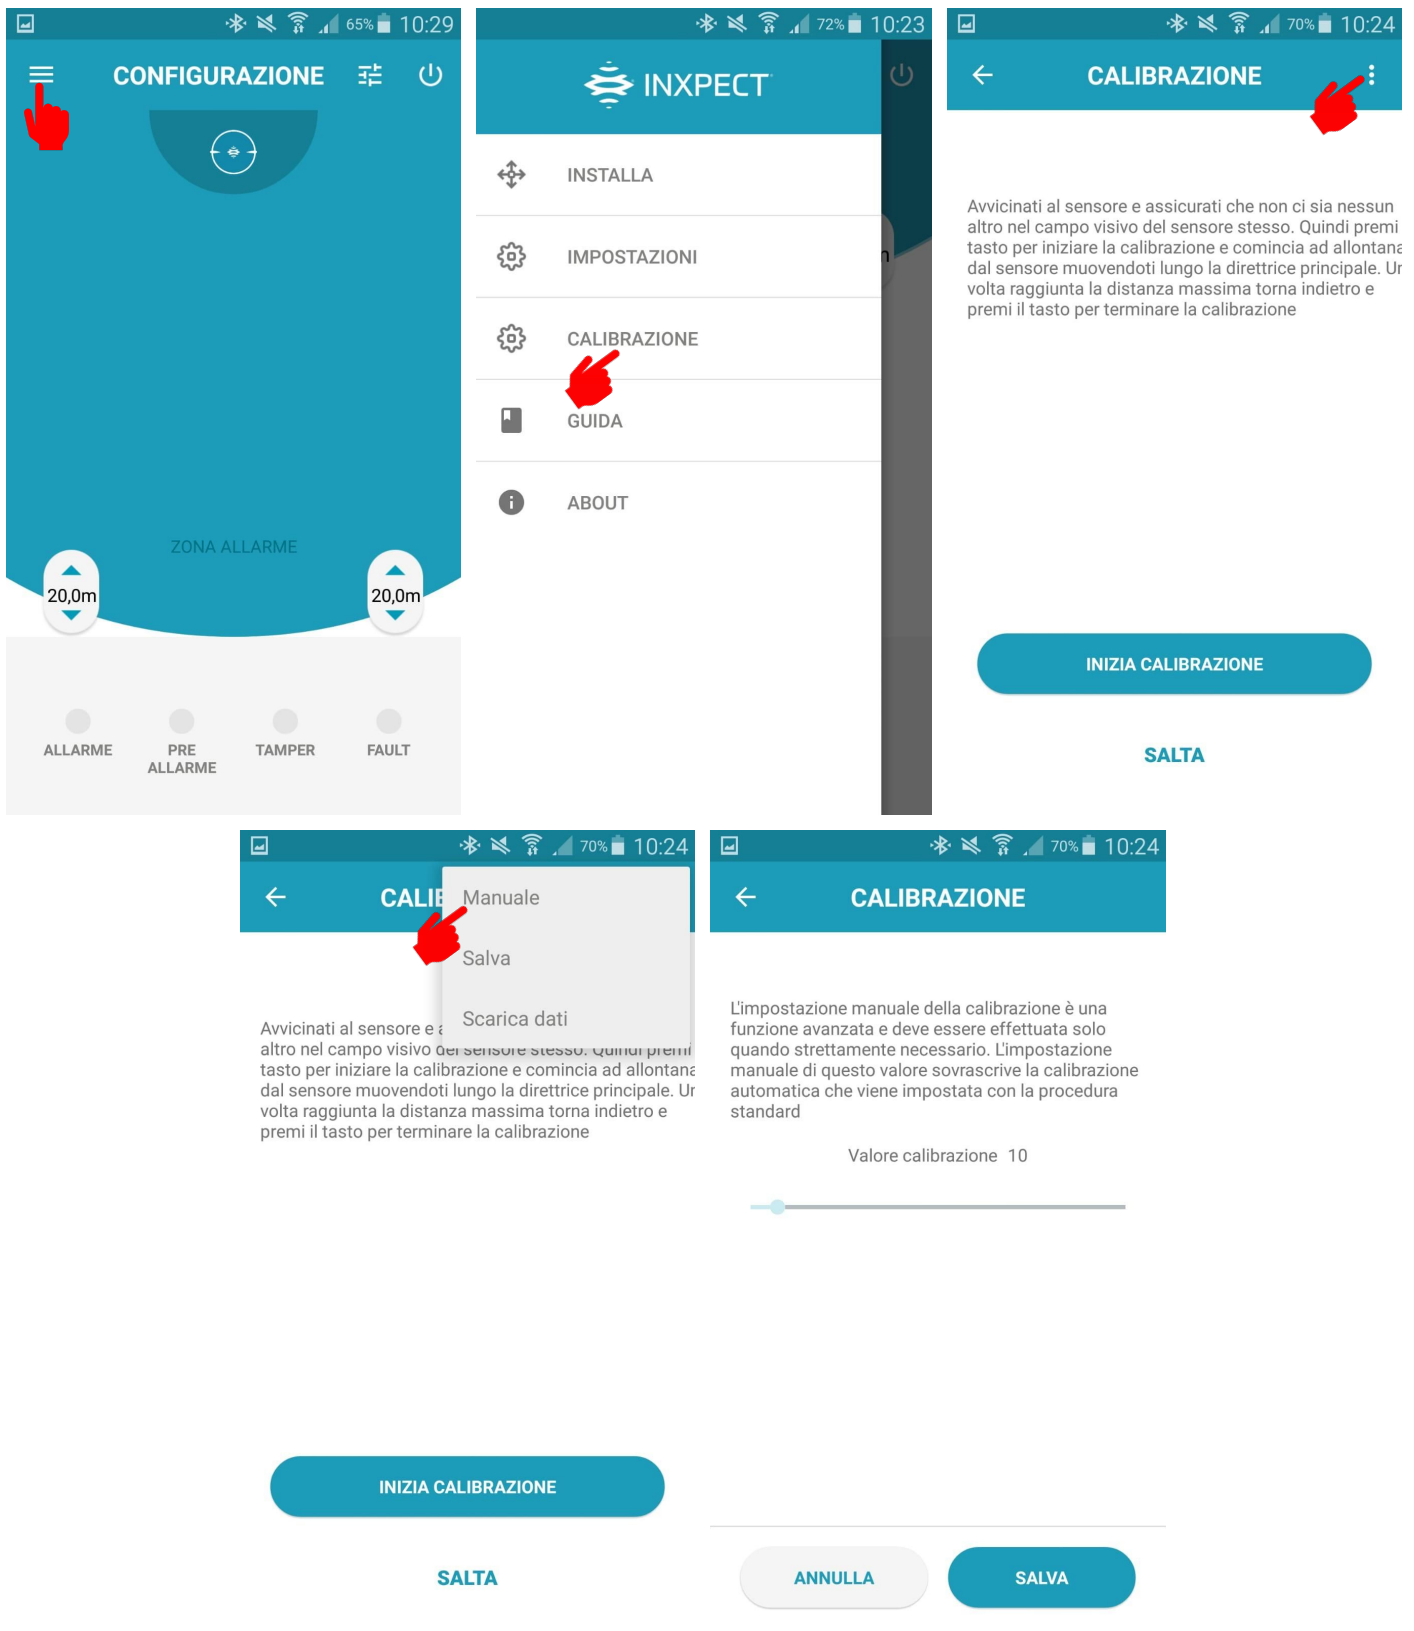 65% 10:29
CONFIGURAZIONE
ZONA ALLARME
20,0m
20,0m
ALLARME
PRE
ALLARME
TAMPER
FAULT
72% 10:23
INXPECT
INSTALLA
IMPOSTAZIONI
CALIBRAZIONE
GUIDA
ABOUT
70% 10:24
CALIBRAZIONE
Avvicinati al sensore e assicurati che non ci sia nessun
altro nel campo visivo del sensore stesso. Quindi premi
tasto per iniziare la calibrazione e comincia ad allontana
dal sensore muovendoti lungo la direttrice principale. Un
volta raggiunta la distanza massima torna indietro e
premi il tasto per terminare la calibrazione
INIZIA CALIBRAZIONE
SALTA
70% 10:24
CALIB
Manuale
Salva
Scarica dati
Avvicinati al sensore e a
altro nel campo visivo del sensore stesso. Quindi premi
tasto per iniziare la calibrazione e comincia ad allontana
dal sensore muovendoti lungo la direttrice principale. Un
volta raggiunta la distanza massima torna indietro e
premi il tasto per terminare la calibrazione
INIZIA CALIBRAZIONE
SALTA
70% 10:24
CALIBRAZIONE
L'impostazione manuale della calibrazione è una
funzione avanzata e deve essere effettuata solo
quando strettamente necessario. L'impostazione
manuale di questo valore sovrascrive la calibrazione
automatica che viene impostata con la procedura
standard
Valore calibrazione 10
ANNULLA
SALVA